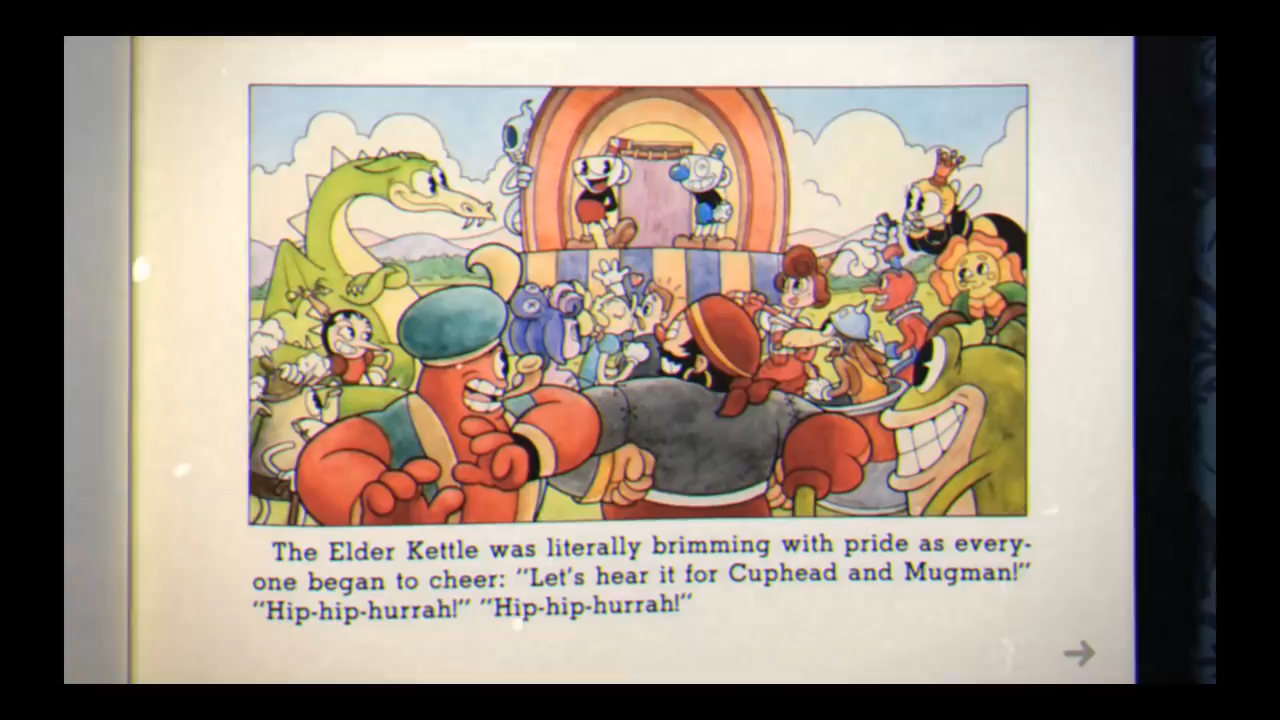 The Elder Kettle was literally brimming with pride as every-
one began to cheer: “Let's hear it for Cuphead and Mugman!”
“Hip-hip-hurrah!” “Hip-hip-hurrah!”